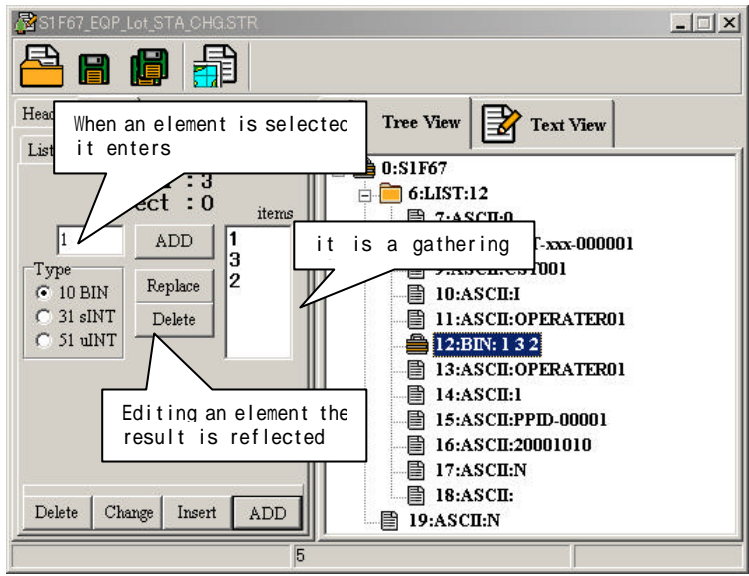 S1F67_EQP_Lot_STA_CHG.STR
Head
When an element is selected
it enters
List
: 3
ect : 0
items
1
ADD
1
3
2
Type
10 BIN
31 sINT
51 uINT
Replace
Delete
Editing an element the
result is reflected
Delete
Change
Insert
ADD
Tree View
Text View
0:S1F67
6:LIST:12
7:ASCII:0
it is a gathering
T-xxx-000001
9:ASCII:CST001
10:ASCII:I
11:ASCII:OPERATER01
12:BIN: 1 3 2
13:ASCII:OPERATER01
14:ASCII:1
15:ASCII:PPID-00001
16:ASCII:20001010
17:ASCII:N
18:ASCII:
19:ASCII:N
5